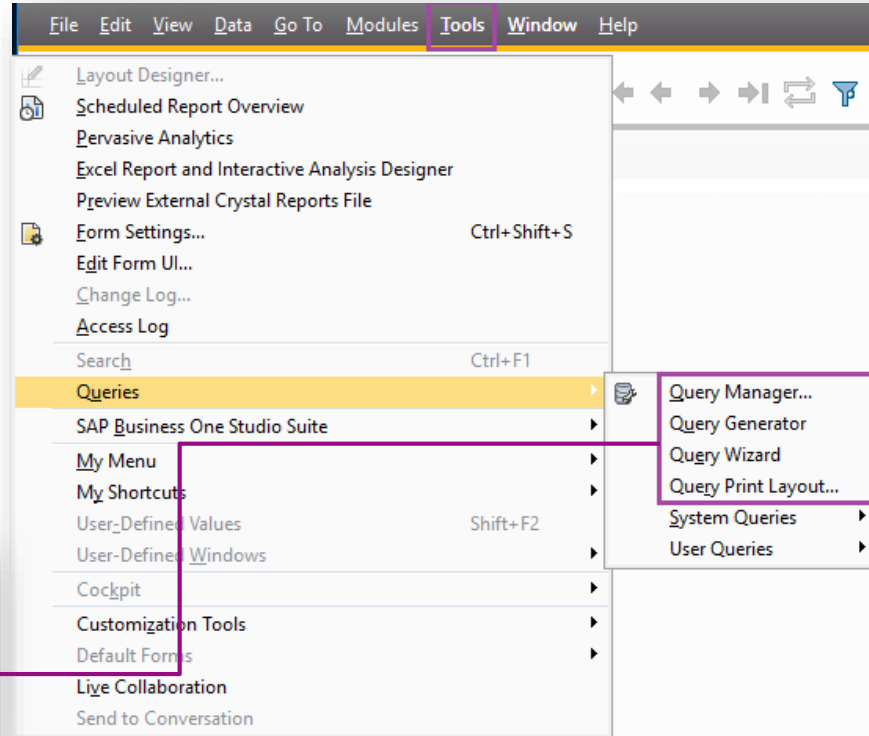 File Edit View Data Go To Modules Tools Window Help
Layout Designer...
Scheduled Report Overview
Pervasive Analytics
Excel Report and Interactive Analysis Designer
Preview External Crystal Reports File
Form Settings... Ctrl+Shift+S
Edit Form UI...
Change Log...
Access Log
Search Ctrl+F1
Queries
SAP Business One Studio Suite
My Menu
My Shortcuts
User-Defined Values Shift+F2
User-Defined Windows
Cockpit
Customization Tools
Default Forms
Live Collaboration
Send to Conversation
Query Manager...
Query Generator
Query Wizard
Query Print Layout...
System Queries
User Queries